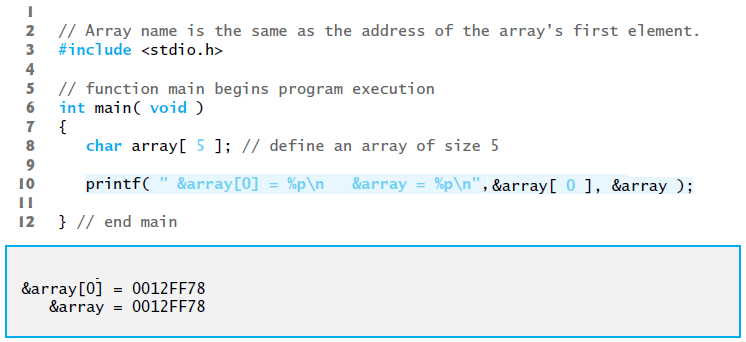 1
2 // Array name is the same as the address of the array’s first element.
3 #include <stdio.h>
4
5 // function main begins program execution
6 int main( void )
7 {
8 char array[ 5 ]; // define an array of size 5
9
10 printf( " &array[0] = %p\n   &array = %p\n",&array[ 0 ], &array );
11
12 } // end main
&array[0] = 0012FF78
&array = 0012FF78